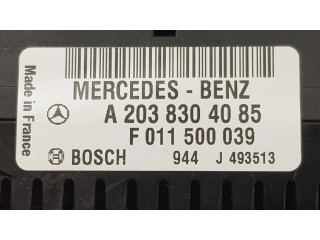 Made in France
MERCEDES - BENZ
A 203 830 40 85
F 011 500 039
BOSCH 944 J 493513